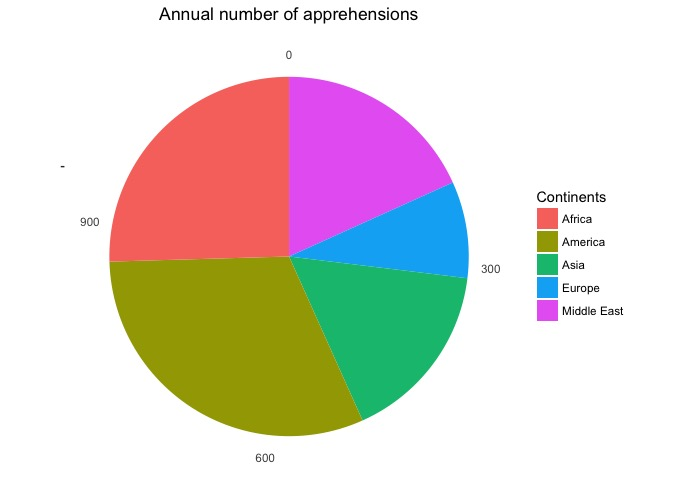 Annual number of apprehensions
0
-
900
300
600
Continents
Africa
America
Asia
Europe
Middle East